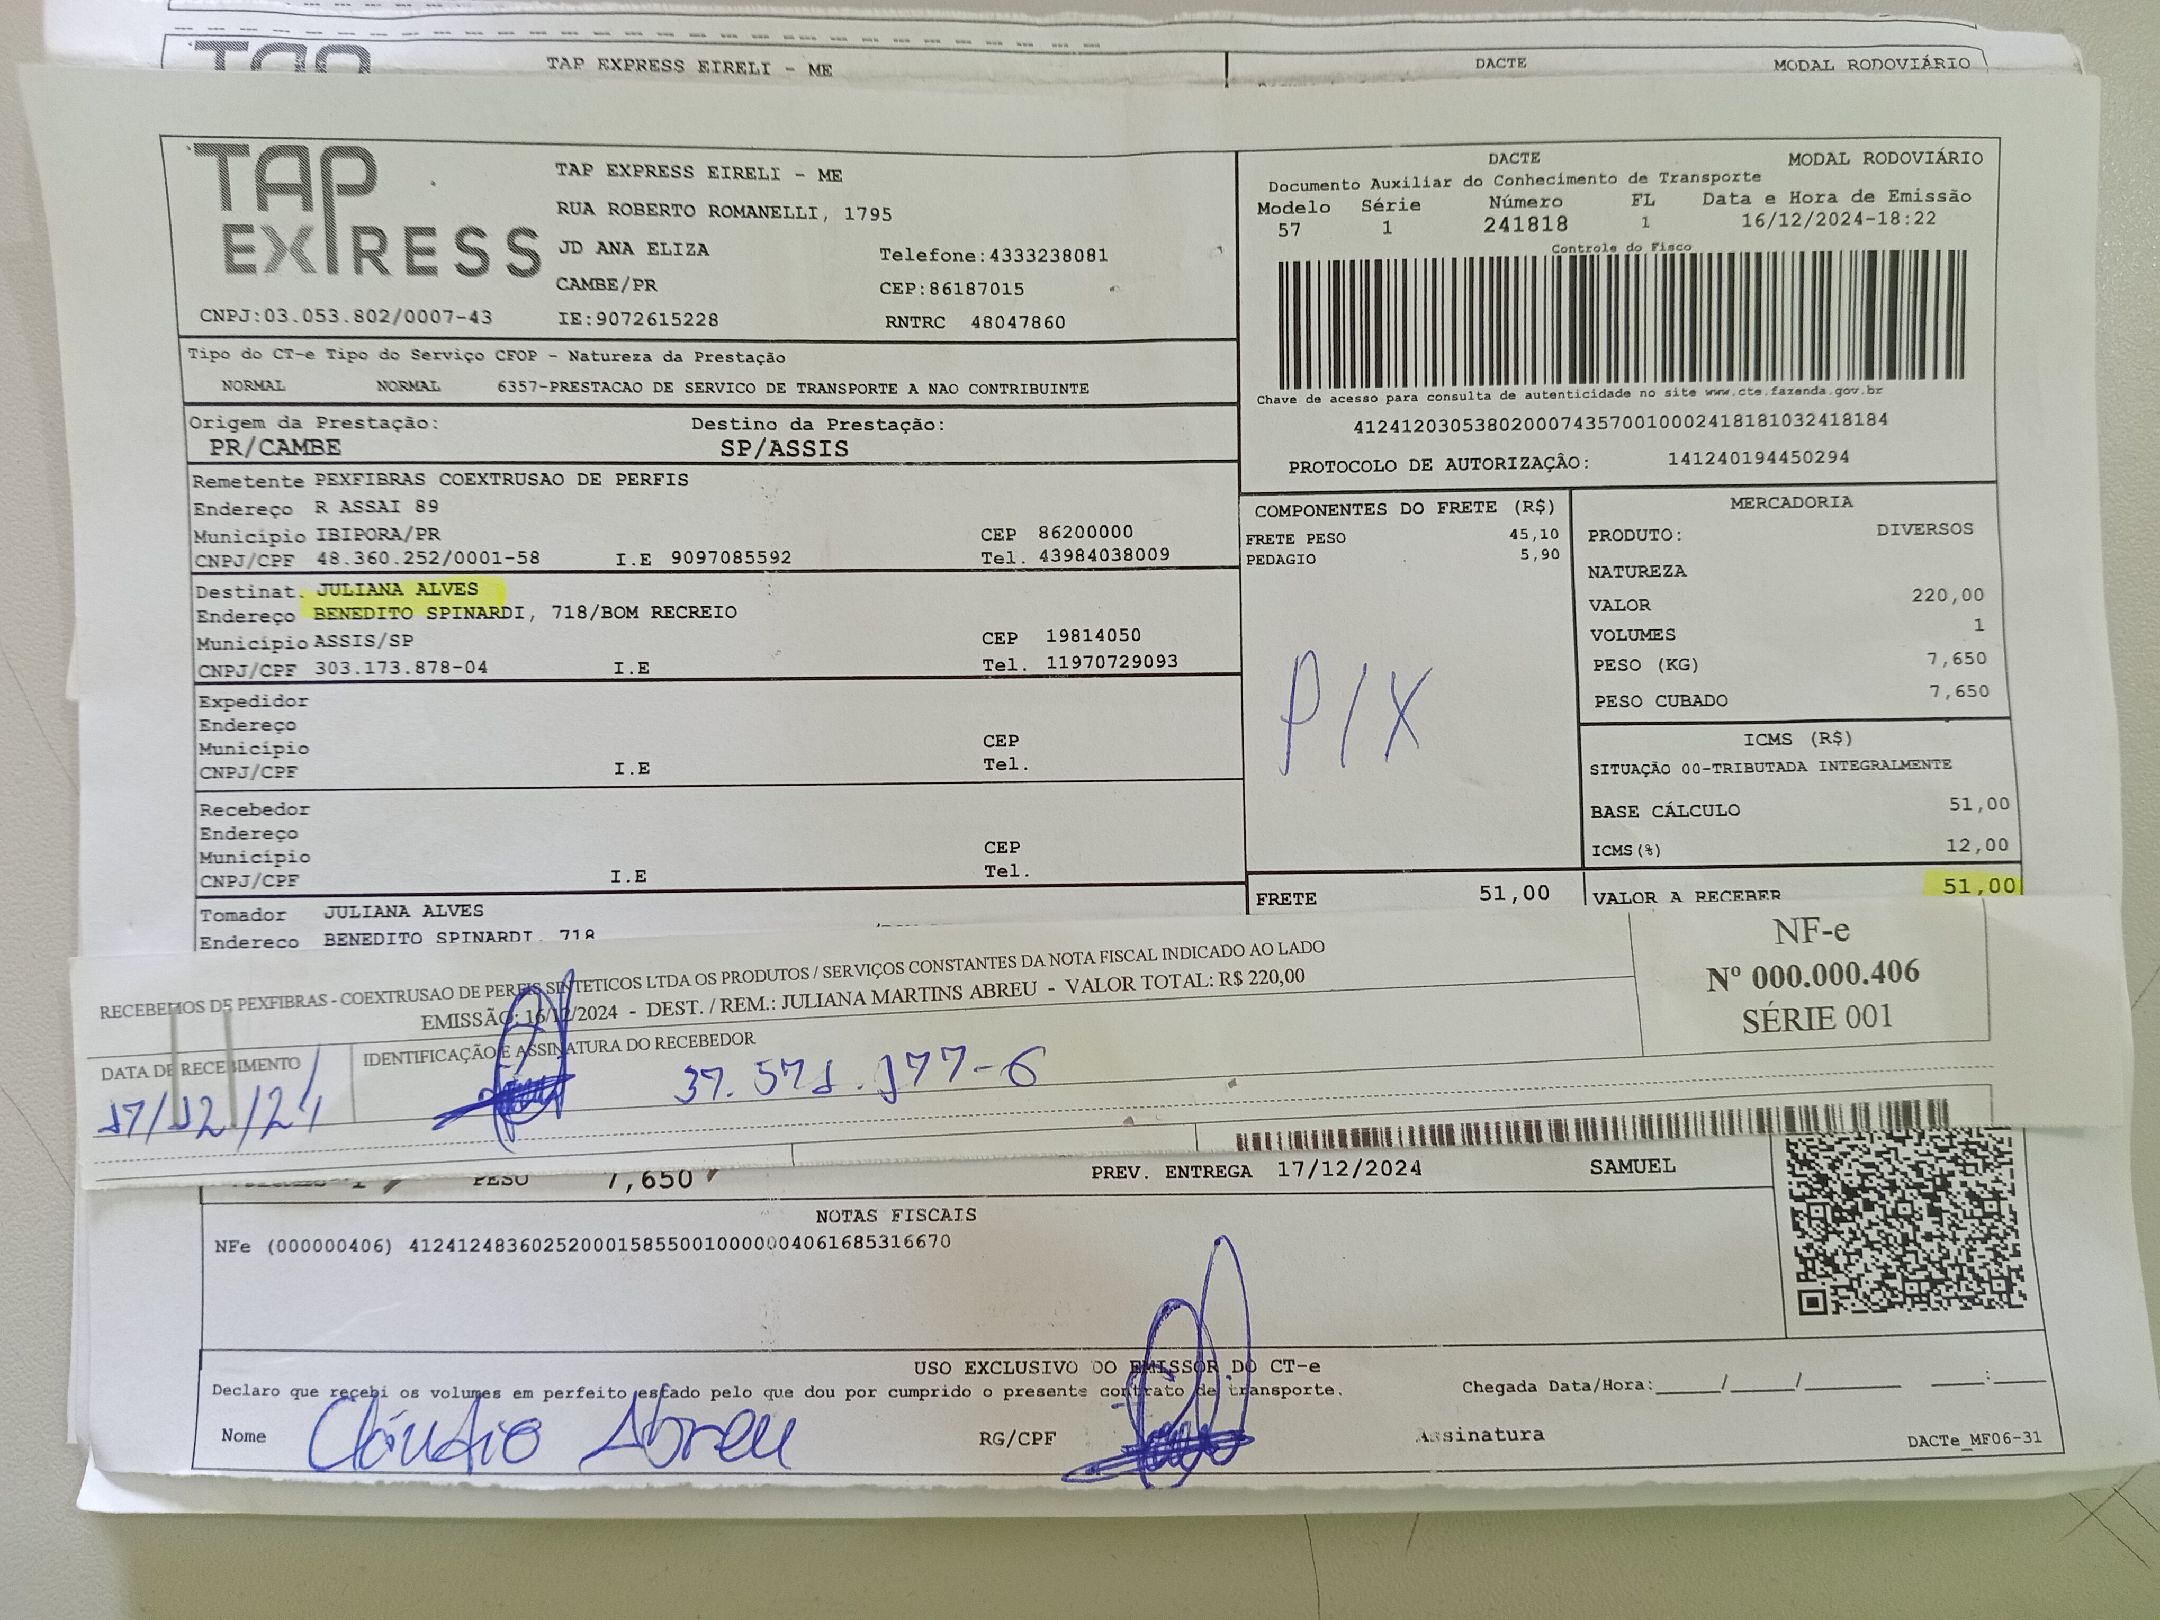 TAP EXPRESS EIRELI - ME
DACTE
MODAL RODOVIÁRIO
TAP EXPRESS
TAP EXPRESS EIRELI - ME
RUA ROBERTO ROMANELLI, 1795
JD ANA ELIZA
Telefone:4333238081
CAMBE/PR
CEP:86187015
CNPJ:03.053.802/0007-43
IE:9072615228
RNTRC 48047860
DACTE
MODAL RODOVIÁRIO
Documento Auxiliar do Conhecimento de Transporte
Modelo Série Número FL Data e Hora de Emissão
57 1 241818 1 16/12/2024-18:22
Controle do Fisco
Chave de acesso para consulta de autenticidade no site www.cte.fazenda.gov.br
41241203053802000743570010002418181032418184
PROTOCOLO DE AUTORIZAÇÂO: 141240194450294
Tipo do CT-e Tipo do Serviço CFOP - Natureza da Prestação
NORMAL NORMAL 6357-PRESTACAO DE SERVICO DE TRANSPORTE A NAO CONTRIBUINTE
Origem da Prestação: Destino da Prestação:
PR/CAMBE SP/ASSIS
Remetente PEXFIBRAS COEXTRUSAO DE PERFIS
Endereço R ASSAI 89
Município IBIPORA/PR CEP 86200000
CNPJ/CPF 48.360.252/0001-58 I.E 9097085592 Tel. 43984038009
Destinat. JULIANA ALVES
Endereço BENEDITO SPINARDI, 718/BOM RECREIO
Município ASSIS/SP CEP 19814050
CNPJ/CPF 303.173.878-04 I.E Tel. 11970729093
Expedidor
Endereço
Município CEP
CNPJ/CPF I.E Tel.
Recebedor
Endereço
Município CEP
CNPJ/CPF I.E Tel.
Tomador JULIANA ALVES
Endereço BENEDITO SPINARDI, 718
COMPONENTES DO FRETE (R$)
FRETE PESO 45,10
PEDAGIO 5,90
PIX
FRETE 51,00
MERCADORIA
PRODUTO: DIVERSOS
NATUREZA
VALOR 220,00
VOLUMES 1
PESO (KG) 7,650
PESO CUBADO 7,650
ICMS (R$)
SITUAÇÃO 00-TRIBUTADA INTEGRALMENTE
BASE CÁLCULO 51,00
ICMS(%) 12,00
VALOR A RECEBER 51,00
RECEBEMOS DE PEXFIBRAS - COEXTRUSAO DE PERFIS SINTETICOS LTDA OS PRODUTOS / SERVIÇOS CONSTANTES DA NOTA FISCAL INDICADO AO LADO
EMISSÃO: 16/12/2024 - DEST. / REM.: JULIANA MARTINS ABREU - VALOR TOTAL: R$ 220,00
NF-e
Nº 000.000.406
SÉRIE 001
DATA DE RECEBIMENTO
IDENTIFICAÇÃO E ASSINATURA DO RECEBEDOR
17/12/24
37.571.177-6
PESO 7,650
PREV. ENTREGA 17/12/2024 SAMUEL
NOTAS FISCAIS
NFe (000000406) 41241248360252000158550010000004061685316670
USO EXCLUSIVO DO EMISSOR DO CT-e
Declaro que recebi os volumes em perfeito estado pelo que dou por cumprido o presente contrato de transporte.
Chegada Data/Hora:____/____/______ ____:____
Nome Cláudio Abreu RG/CPF Assinatura
DACTe_MF06-31